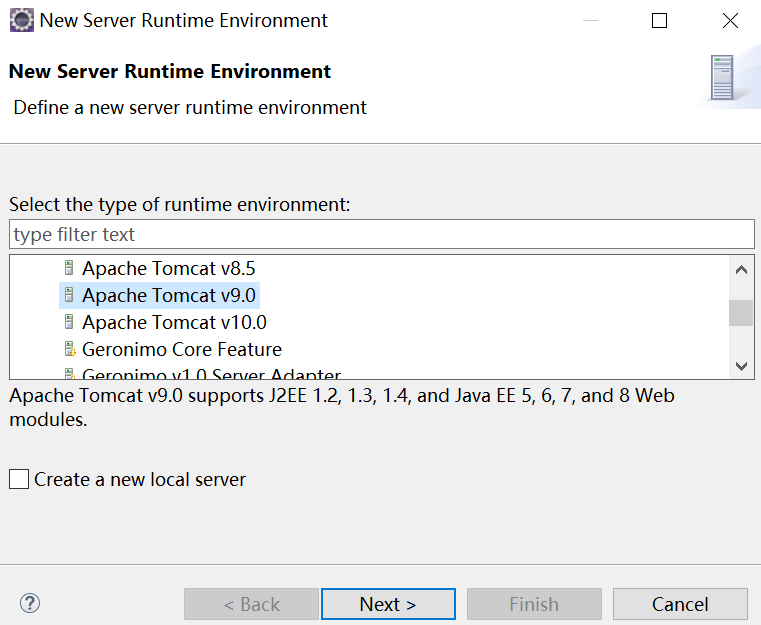 New Server Runtime Environment
New Server Runtime Environment
Define a new server runtime environment
Select the type of runtime environment:
type filter text
Apache Tomcat v8.5
Apache Tomcat v9.0
Apache Tomcat v10.0
Geronimo Core Feature
Geronimo v1.0 Server Adapter
Apache Tomcat v9.0 supports J2EE 1.2, 1.3, 1.4, and Java EE 5, 6, 7, and 8 Web
modules.
Create a new local server
?
< Back
Next >
Finish
Cancel